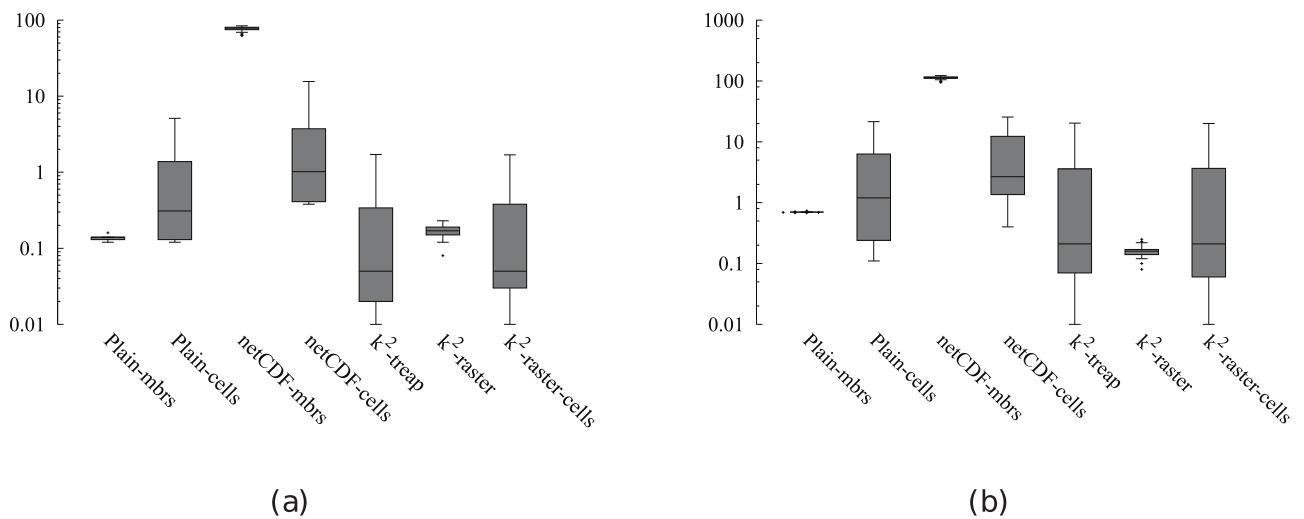 100
10
1
0.1
0.01
Plain-mbrs
Plain-cells
netCDF-mbrs
netCDF-cells
k²-treap
k²-raster
k²-raster-cells
(a)
1000
100
10
1
0.1
0.01
Plain-mbrs
Plain-cells
netCDF-mbrs
netCDF-cells
k²-treap
k²-raster
k²-raster-cells
(b)